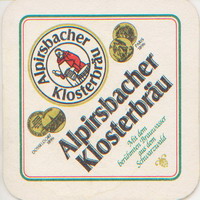 Alpirsbacher
Klosterbräu
Alpirsbacher
Klosterbräu
Mit dem
berühmten Brauwasser
aus dem
Schwarzwald